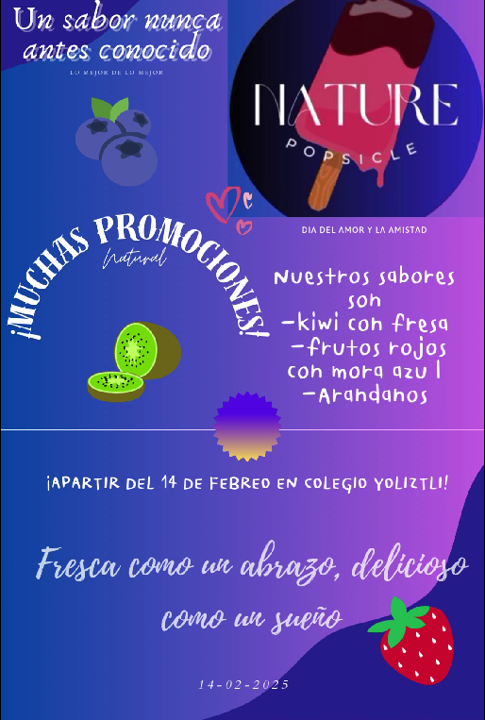 Un sabor nunca
antes conocido
LO MEJOR DE LO MEJOR
NATURE
POPSICLE
DIA DEL AMOR Y LA AMISTAD
¡MUCHAS PROMOCIONES!
Natural
Nuestros sabores
son
-kiwi con fresa
-frutos rojos
con mora azu l
-Arandanos
¡APARTIR DEL 14 DE FEBREO EN COLEGIO YOLIZTLI!
Fresca como un abrazo, delicioso
como un sueño
14-02-2025